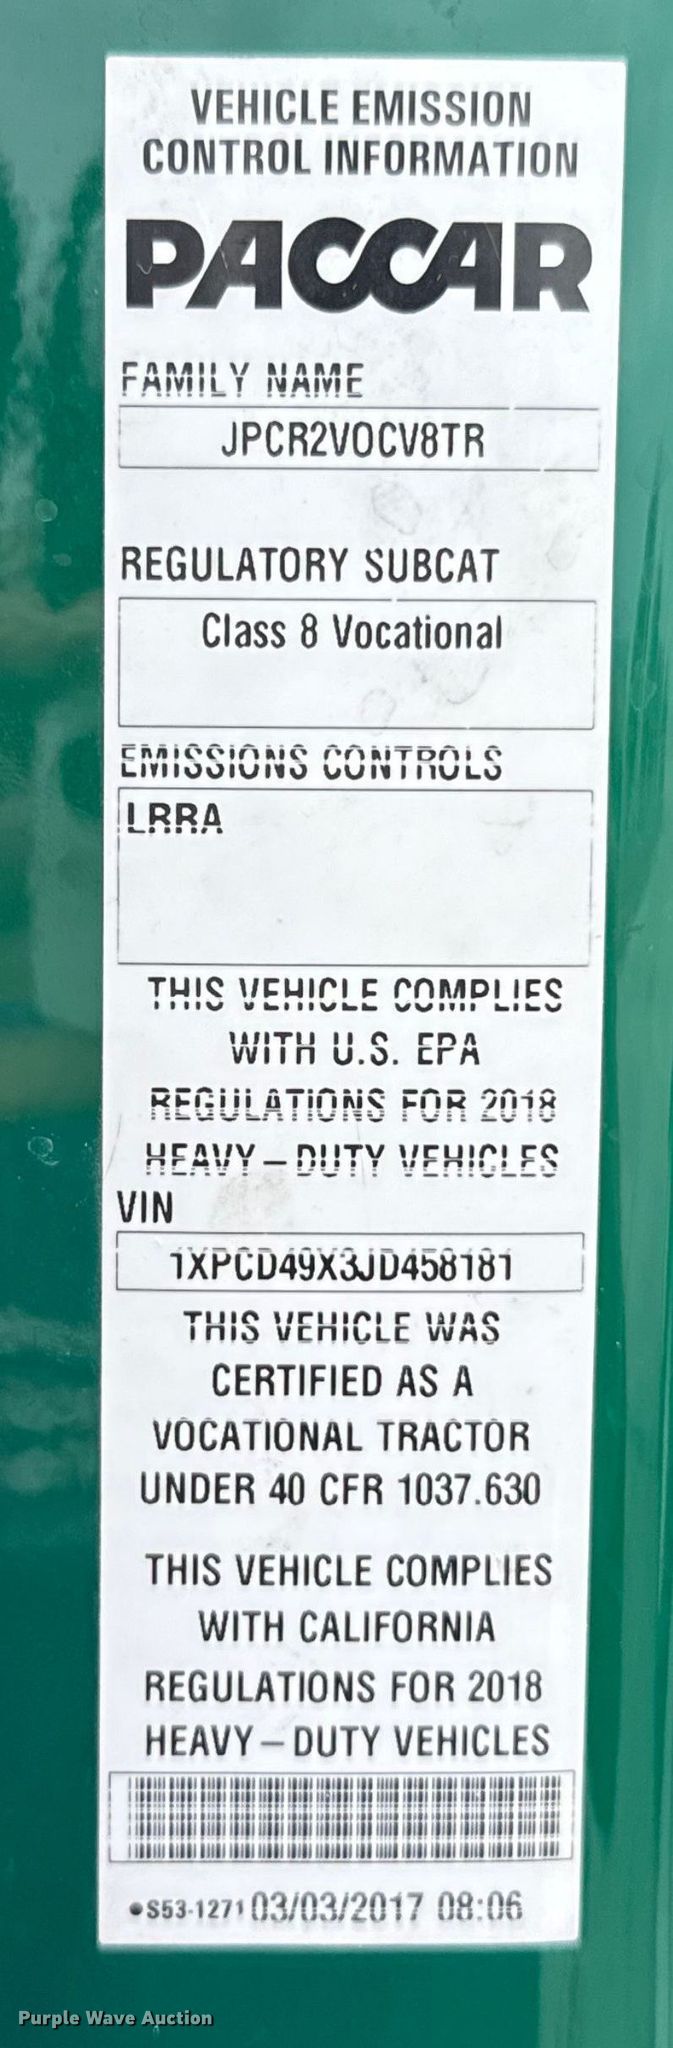 VEHICLE EMISSION
CONTROL INFORMATION
PACCAR
FAMILY NAME
JPCR2VOCV8TR
REGULATORY SUBCAT
Class 8 Vocational
EMISSIONS CONTROLS
LRRA
THIS VEHICLE COMPLIES
WITH U.S. EPA
REGULATIONS FOR 2018
HEAVY-DUTY VEHICLES
VIN
1XPCD49X3JD458181
THIS VEHICLE WAS
CERTIFIED AS A
VOCATIONAL TRACTOR
UNDER 40 CFR 1037.630
THIS VEHICLE COMPLIES
WITH CALIFORNIA
REGULATIONS FOR 2018
HEAVY-DUTY VEHICLES
•S53-1271 03/03/2017 08:06
Purple Wave Auction